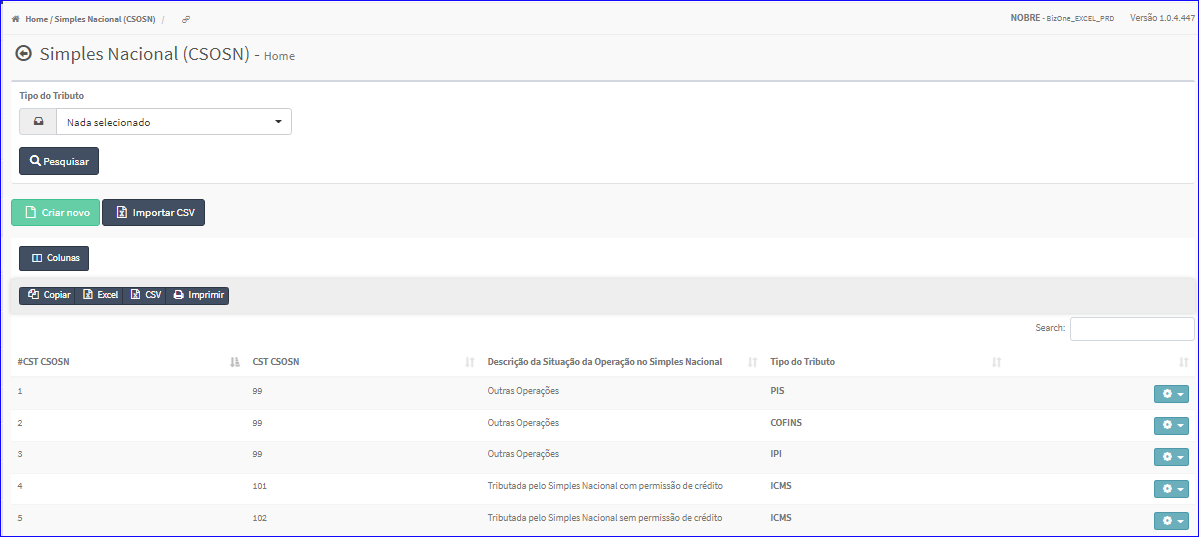 Home / Simples Nacional (CSOSN) / NOBRE - BizOne_EXCEL_PRD Versão 1.0.4.447
Simples Nacional (CSOSN) - Home
Tipo do Tributo
Nada selecionado
Pesquisar
Criar novo Importar CSV
Colunas
Copiar Excel CSV Imprimir
Search:
#CST CSOSN CST CSOSN Descrição da Situação da Operação no Simples Nacional Tipo do Tributo
1 99 Outras Operações PIS
2 99 Outras Operações COFINS
3 99 Outras Operações IPI
4 101 Tributada pelo Simples Nacional com permissão de crédito ICMS
5 102 Tributada pelo Simples Nacional sem permissão de crédito ICMS